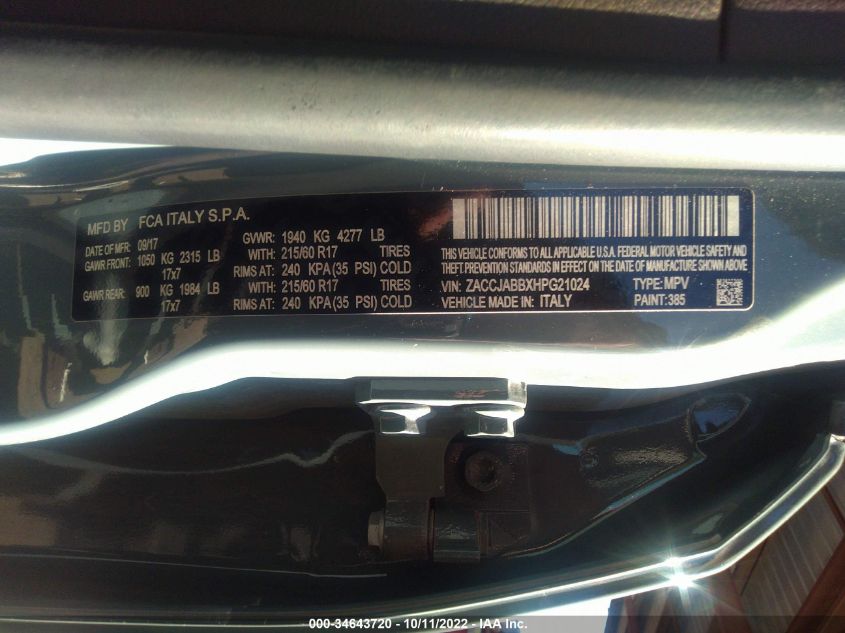 MFD BY FCA ITALY S.P.A.
DATE OF MFR: 09/17 GVWR: 1940 KG 4277 LB
GAWR FRONT: 1050 KG 2315 LB WITH: 215/60 R17 TIRES
17x7 RIMS AT: 240 KPA(35 PSI) COLD
GAWR REAR: 900 KG 1984 LB WITH: 215/60 R17 TIRES
17x7 RIMS AT: 240 KPA(35 PSI) COLD
THIS VEHICLE CONFORMS TO ALL APPLICABLE U.S.A. FEDERAL MOTOR VEHICLE SAFETY, BUMPER AND
THEFT PREVENTION STANDARDS IN EFFECT ON THE DATE OF MANUFACTURE SHOWN ABOVE.
VIN: ZACCJABBXHPG21024 TYPE:MPV
VEHICLE MADE IN: ITALY PAINT:385
000-34643720 - 10/11/2022 - IAA Inc.